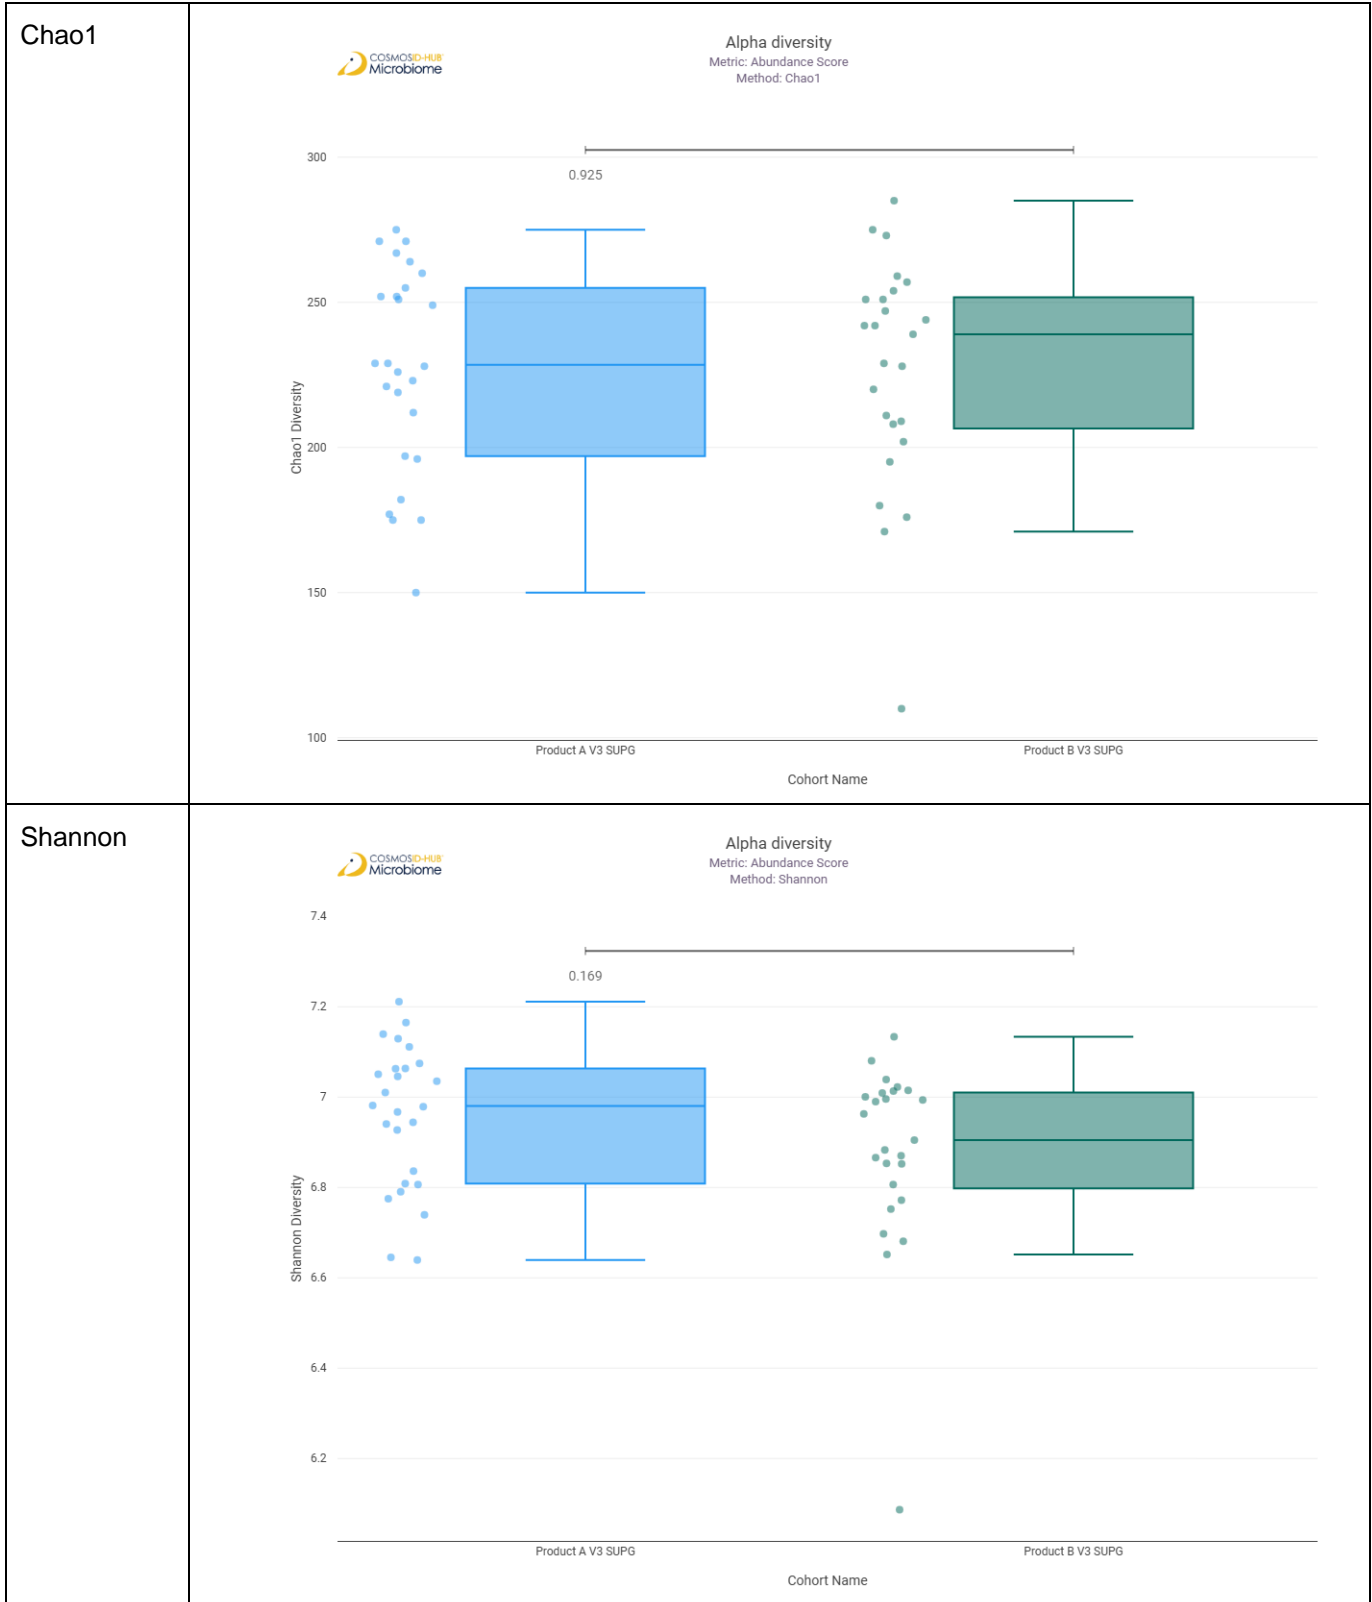 Chao1
COSMOSID-HUB
Microbiome
Alpha diversity
Metric: Abundance Score
Method: Chao1
300
0.925
250
Chao1 Diversity
200
150
100
Product A V3 SUPG
Product B V3 SUPG
Cohort Name
Shannon
COSMOSID-HUB
Microbiome
Alpha diversity
Metric: Abundance Score
Method: Shannon
7.4
0.169
7.2
7
6.8
Shannon Diversity
6.6
6.4
6.2
Product A V3 SUPG
Product B V3 SUPG
Cohort Name